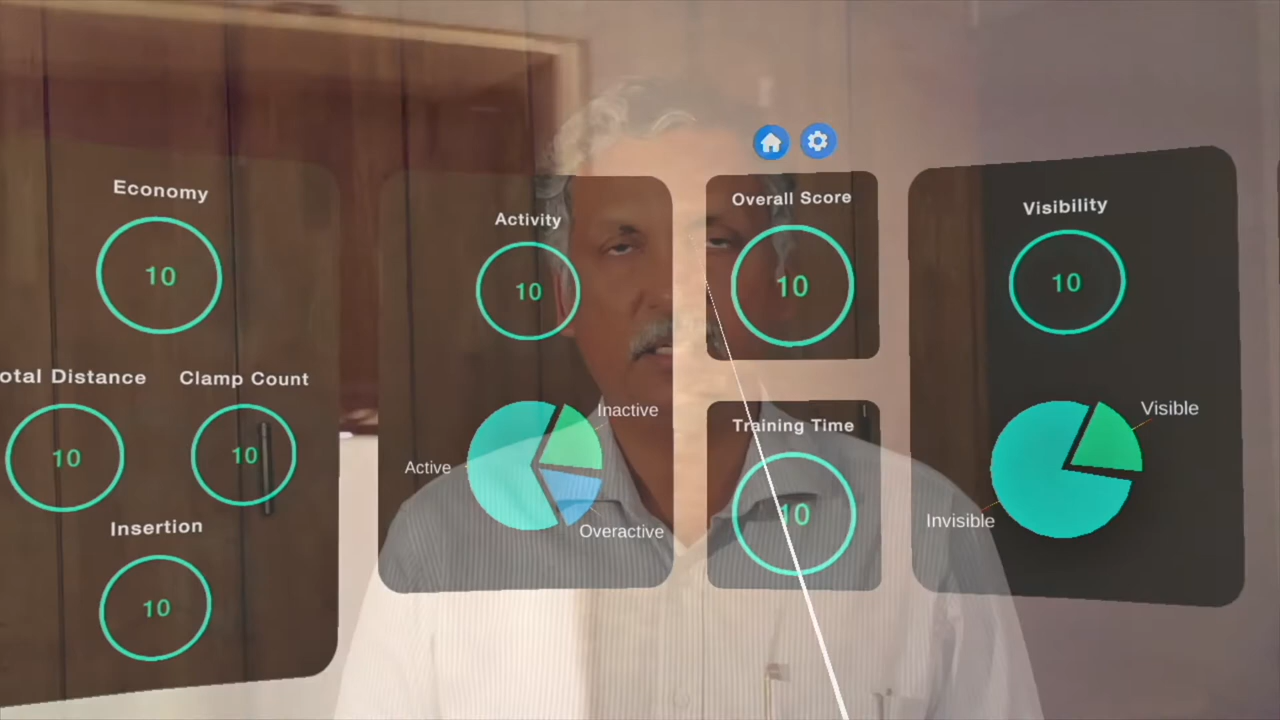 Economy
10
otal Distance
10
Clamp Count
10
Insertion
10
Activity
10
Inactive
Active
Overactive
Overall Score
10
Training Time
10
Visibility
10
Visible
Invisible